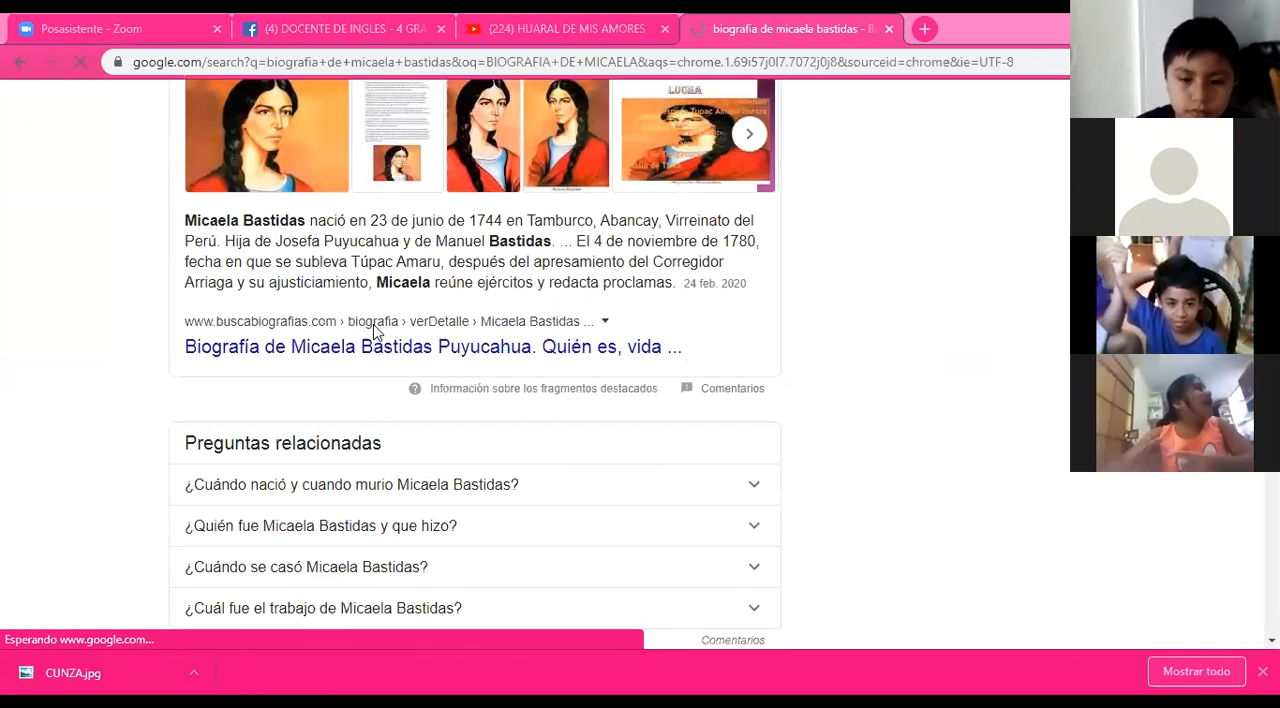 Posasistente - Zoom
(4) DOCENTE DE INGLES - 4 GRA
(224) HUARAL DE MIS AMORES
biografia de micaela bastidas - B
google.com/search?q=biografia+de+micaela+bastidas&oq=BIOGRAFIA+DE+MICAELA&aqs=chrome.1.69i57j0l7.7072j0j8&sourceid=chrome&ie=UTF-8
LUCHA
Túpac Amaru
Micaela Bastidas nació en 23 de junio de 1744 en Tamburco, Abancay, Virreinato del
Perú. Hija de Josefa Puyucahua y de Manuel Bastidas. ... El 4 de noviembre de 1780,
fecha en que se subleva Túpac Amaru, después del apresamiento del Corregidor
Arriaga y su ajusticiamiento, Micaela reúne ejércitos y redacta proclamas. 24 feb. 2020
www.buscabiografias.com › biografia › verDetalle › Micaela Bastidas ...
Biografía de Micaela Bastidas Puyucahua. Quién es, vida ...
Información sobre los fragmentos destacados
Comentarios
Preguntas relacionadas
¿Cuándo nació y cuando murio Micaela Bastidas?
¿Quién fue Micaela Bastidas y que hizo?
¿Cuándo se casó Micaela Bastidas?
¿Cuál fue el trabajo de Micaela Bastidas?
Esperando www.google.com...
Comentarios
CUNZA.jpg
Mostrar todo